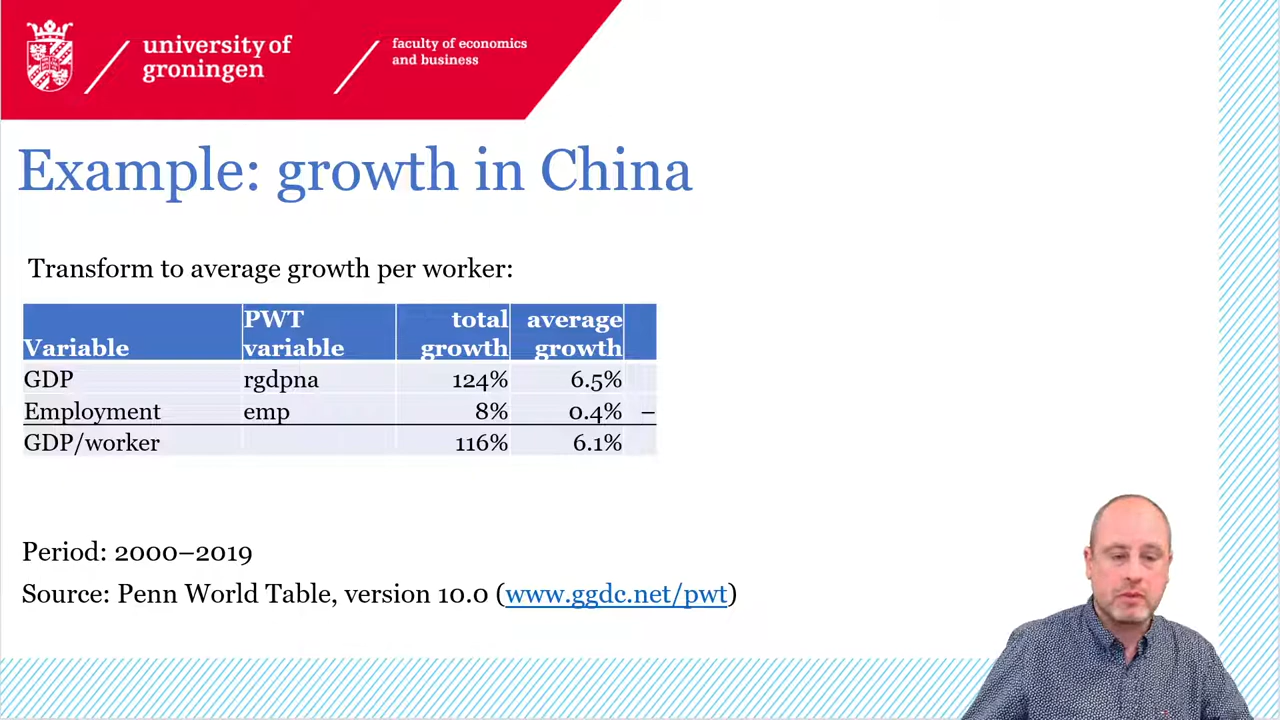 university of
groningen
faculty of economics
and business
Example: growth in China
Transform to average growth per worker:
Variable PWT variable total growth average growth
GDP rgdpna 124% 6.5%
Employment emp 8% 0.4% –
GDP/worker 116% 6.1%
Period: 2000–2019
Source: Penn World Table, version 10.0 (www.ggdc.net/pwt)